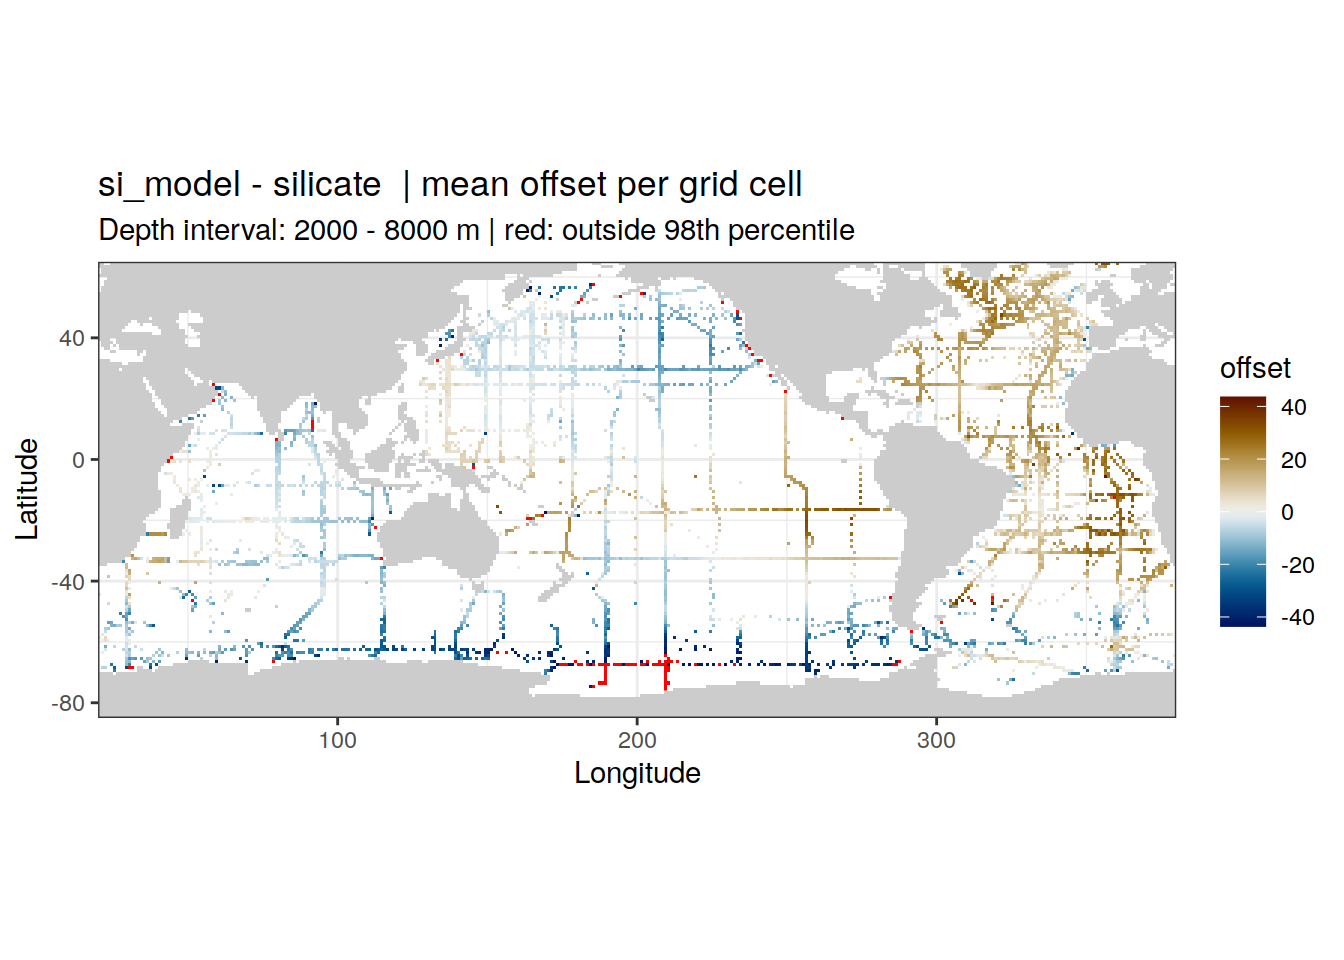 si_model - silicate  | mean offset per grid cell
Depth interval: 2000 - 8000 m | red: outside 98th percentile
offset
40
20
0
-20
-40
Latitude
40
0
-40
-80
100
200
300
Longitude